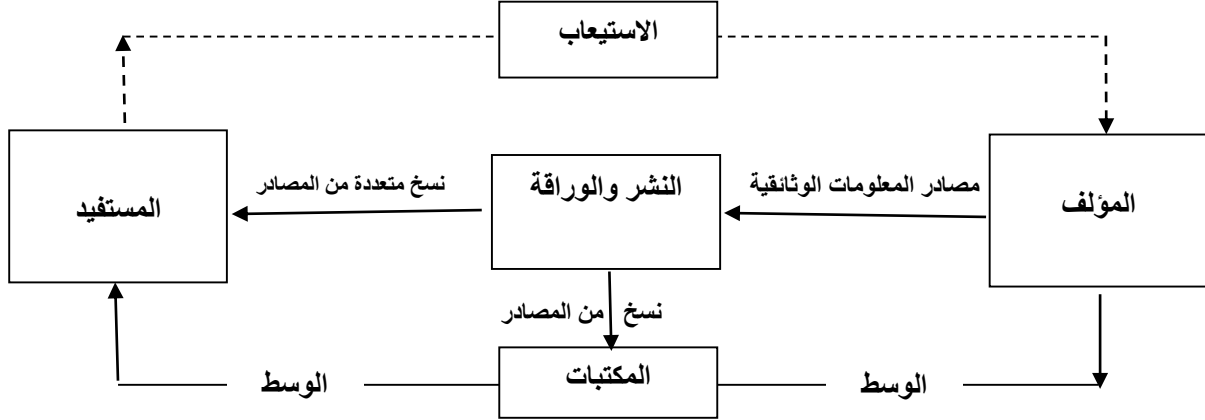 الاستيعاب
المؤلف
مصادر المعلومات الوثائقية
النشر والوراقة
نسخ متعددة من المصادر
المستفيد
نسخ من المصادر
الوسط
المكتبات
الوسط